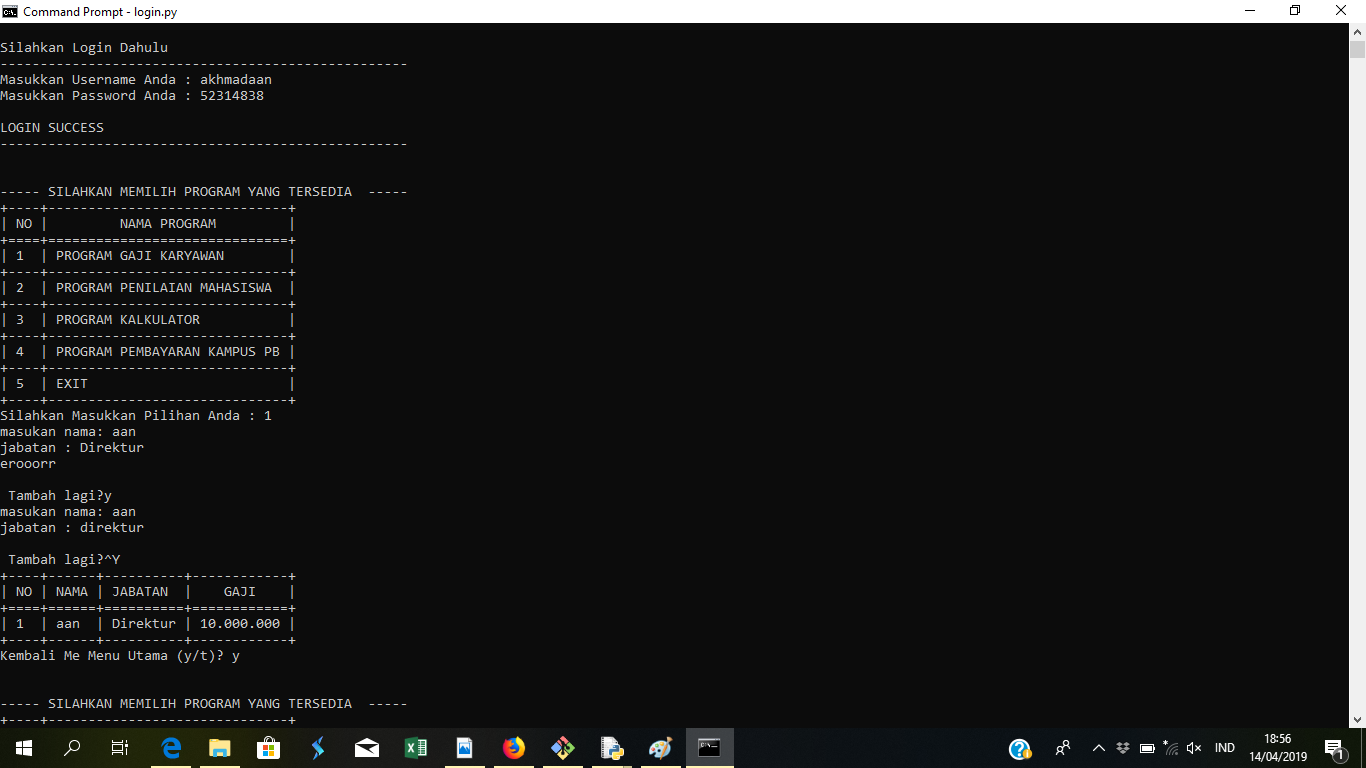 Command Prompt - login.py
Silahkan Login Dahulu
---------------------------------------------------
Masukkan Username Anda : akhmadaan
Masukkan Password Anda : 52314838
LOGIN SUCCESS
---------------------------------------------------
----- SILAHKAN MEMILIH PROGRAM YANG TERSEDIA  -----
+----+------------------------------+
| NO |         NAMA PROGRAM         |
+====+==============================+
| 1  | PROGRAM GAJI KARYAWAN        |
+----+------------------------------+
| 2  | PROGRAM PENILAIAN MAHASISWA  |
+----+------------------------------+
| 3  | PROGRAM KALKULATOR           |
+----+------------------------------+
| 4  | PROGRAM PEMBAYARAN KAMPUS PB |
+----+------------------------------+
| 5  | EXIT                         |
+----+------------------------------+
Silahkan Masukkan Pilihan Anda : 1
masukan nama: aan
jabatan : Direktur
erooorr
 Tambah lagi?y
masukan nama: aan
jabatan : direktur
 Tambah lagi?^Y
+----+------+----------+------------+
| NO | NAMA | JABATAN  |    GAJI    |
+====+======+==========+============+
| 1  | aan  | Direktur | 10.000.000 |
+----+------+----------+------------+
Kembali Me Menu Utama (y/t)? y
----- SILAHKAN MEMILIH PROGRAM YANG TERSEDIA  -----
+----+------------------------------+
IND
18:56
14/04/2019
1